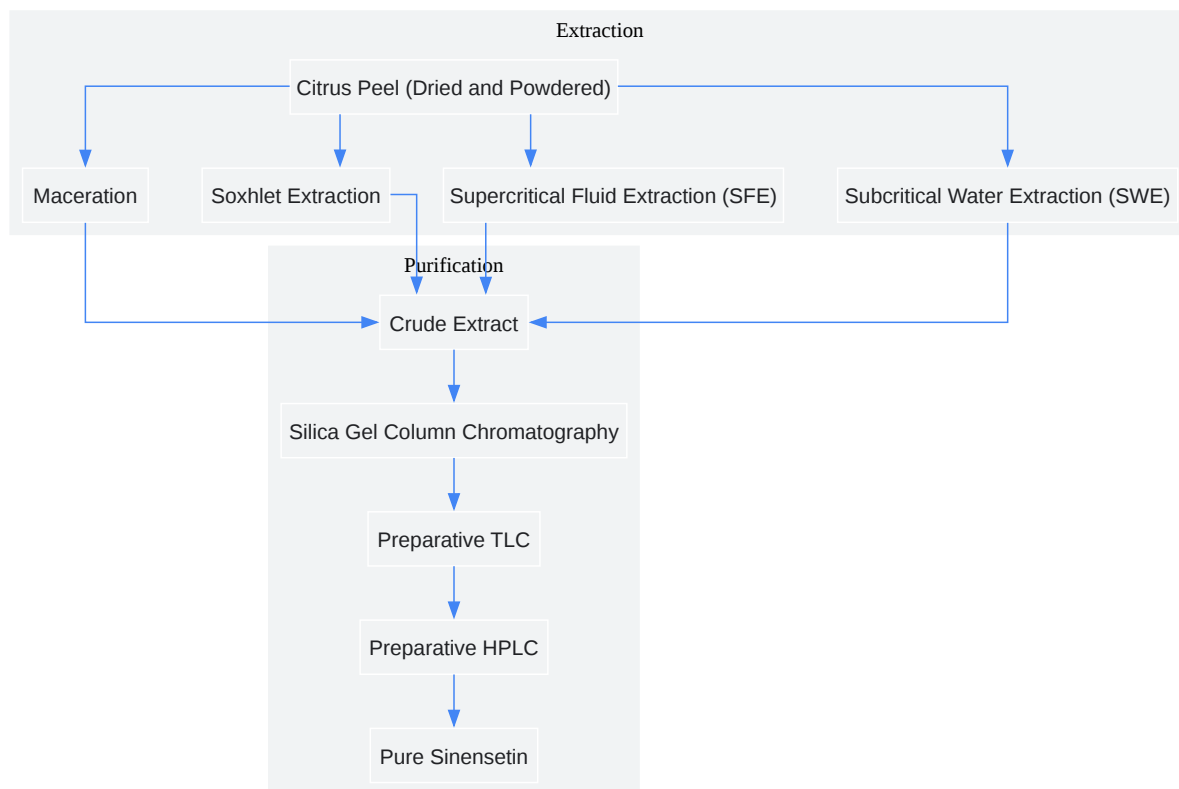 Extraction
Citrus Peel (Dried and Powdered)
Maceration
Soxhlet Extraction
Supercritical Fluid Extraction (SFE)
Subcritical Water Extraction (SWE)
Purification
Crude Extract
Silica Gel Column Chromatography
Preparative TLC
Preparative HPLC
Pure Sinensetin